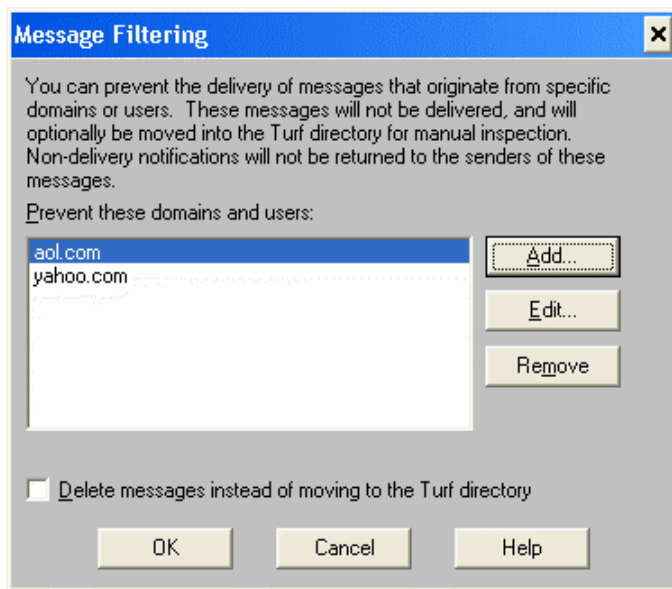 Message Filtering
You can prevent the delivery of messages that originate from specific
domains or users. These messages will not be delivered, and will
optionally be moved into the Turf directory for manual inspection.
Non-delivery notifications will not be returned to the senders of these
messages.
Prevent these domains and users:
aol.com
yahoo.com
Add...
Edit...
Remove
Delete messages instead of moving to the Turf directory
OK
Cancel
Help